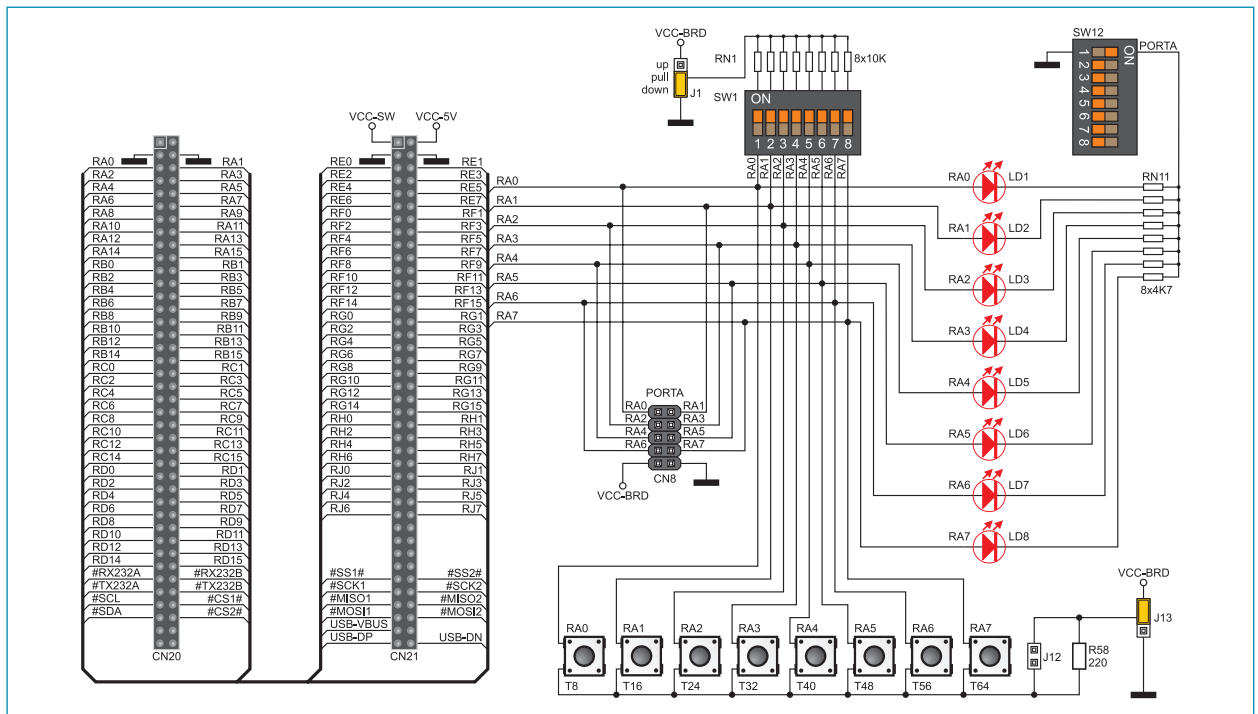 VCC-BRD
up
pull
down
J1
RN1
8x10K
SW1
ON
1 2 3 4 5 6 7 8
RA0 RA1 RA2 RA3 RA4 RA5 RA6 RA7
SW12
PORTA
ON
1 2 3 4 5 6 7 8
VCC-SW
VCC-5V
RA0 RA1
RA2 RA3
RA4 RA5
RA6 RA7
RA8 RA9
RA10 RA11
RA12 RA13
RA14 RA15
RB0 RB1
RB2 RB3
RB4 RB5
RB6 RB7
RB8 RB9
RB10 RB11
RB12 RB13
RB14 RB15
RC0 RC1
RC2 RC3
RC4 RC5
RC6 RC7
RC8 RC9
RC10 RC11
RC12 RC13
RC14 RC15
RD0 RD1
RD2 RD3
RD4 RD5
RD6 RD7
RD8 RD9
RD10 RD11
RD12 RD13
RD14 RD15
#RX232A #RX232B
#TX232A #TX232B
#SCL #CS1#
#SDA #CS2#
CN20
RE0 RE1
RE2 RE3
RE4 RE5
RE6 RE7
RF0 RF1
RF2 RF3
RF4 RF5
RF6 RF7
RF8 RF9
RF10 RF11
RF12 RF13
RF14 RF15
RG0 RG1
RG2 RG3
RG4 RG5
RG6 RG7
RG8 RG9
RG10 RG11
RG12 RG13
RG14 RG15
RH0 RH1
RH2 RH3
RH4 RH5
RH6 RH7
RJ0 RJ1
RJ2 RJ3
RJ4 RJ5
RJ6 RJ7
#SS1# #SS2#
#SCK1 #SCK2
#MISO1 #MISO2
#MOSI1 #MOSI2
USB-VBUS
USB-DP USB-DN
CN21
RA0
RA1
RA2
RA3
RA4
RA5
RA6
RA7
PORTA
RA0 RA1
RA2 RA3
RA4 RA5
RA6 RA7
CN8
VCC-BRD
RA0 LD1
RA1 LD2
RA2 LD3
RA3 LD4
RA4 LD5
RA5 LD6
RA6 LD7
RA7 LD8
RN11
8x4K7
RA0 RA1 RA2 RA3 RA4 RA5 RA6 RA7
T8 T16 T24 T32 T40 T48 T56 T64
J12
R58
220
VCC-BRD
J13